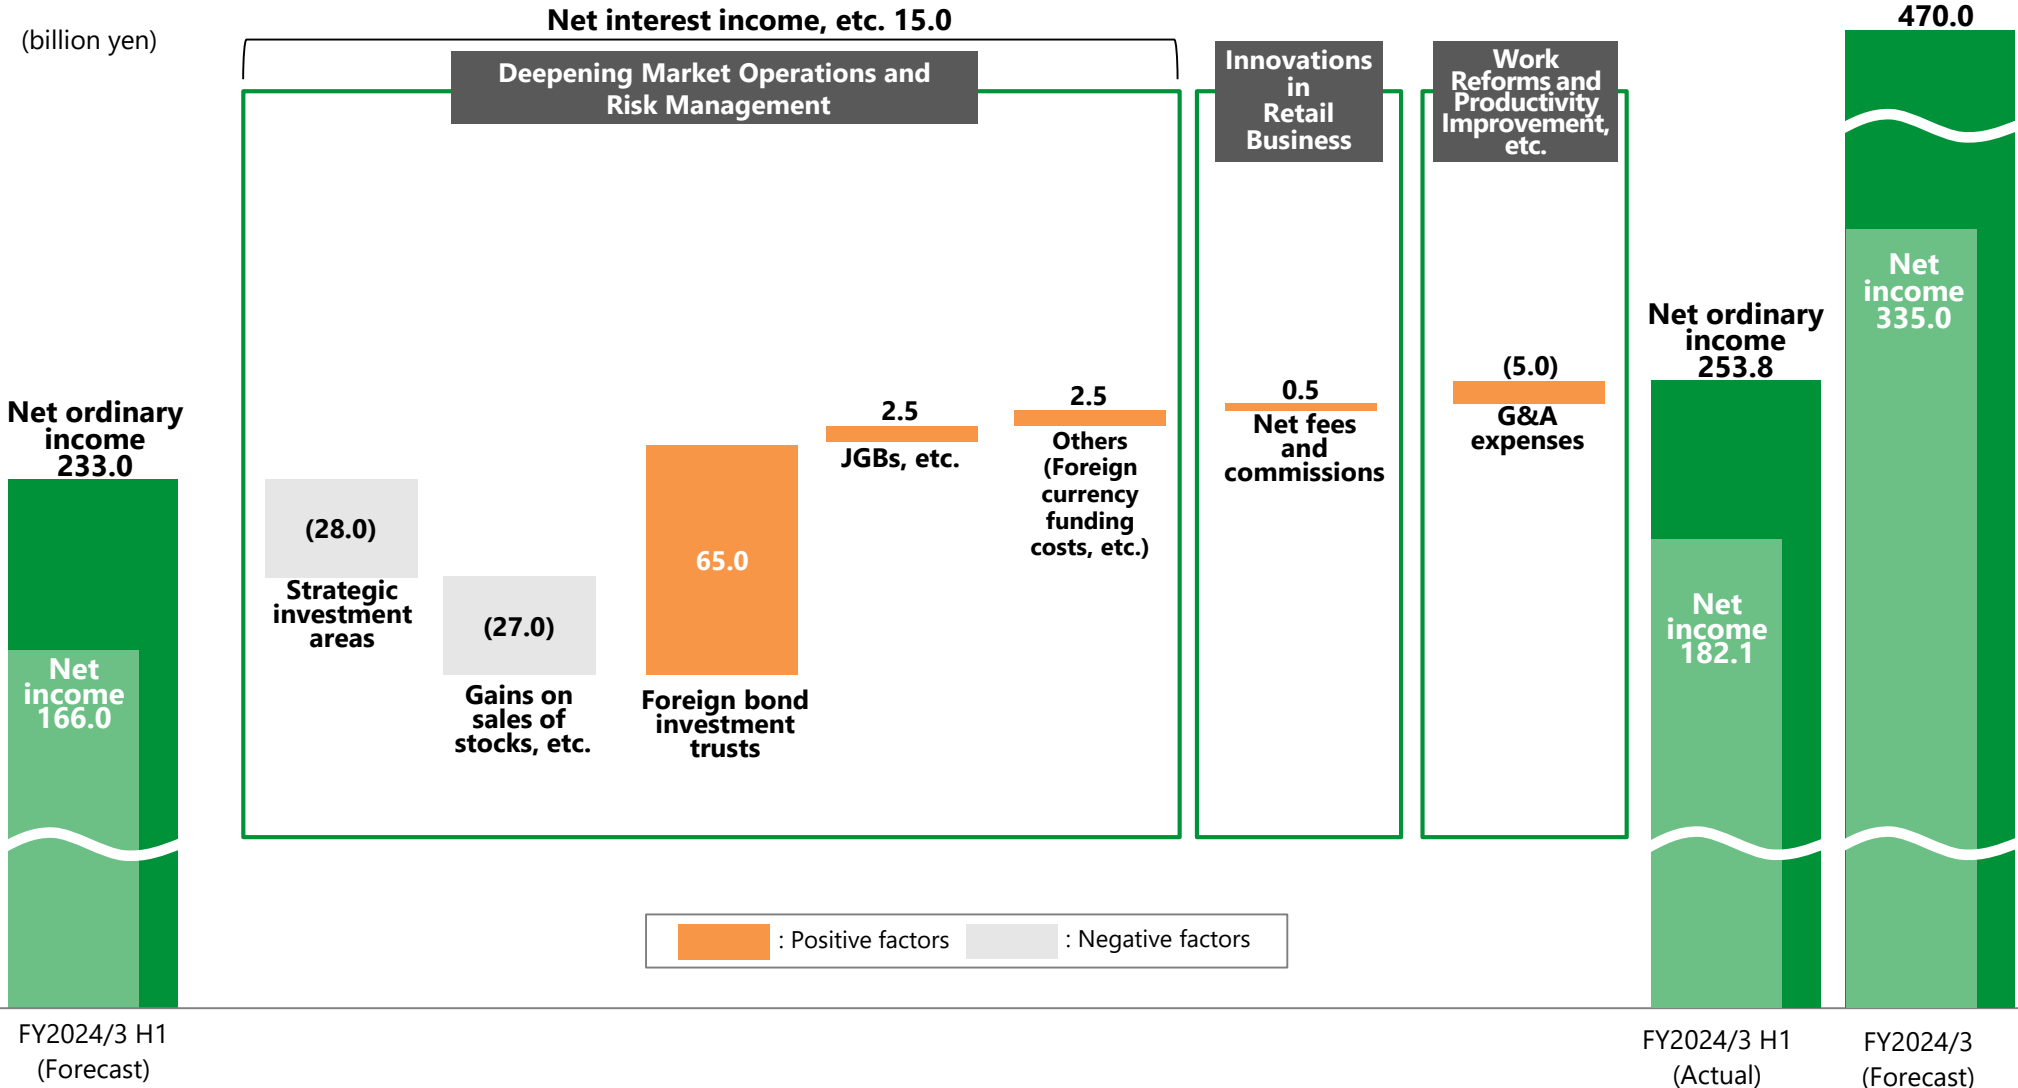 (billion yen)
Net interest income, etc. 15.0
Deepening Market Operations and
Risk Management
Innovations
in
Retail
Business
Work
Reforms and
Productivity
Improvement,
etc.
470.0
Net
income
335.0
Net ordinary
income
233.0
Net
income
166.0
(28.0)
Strategic
investment
areas
(27.0)
Gains on
sales of
stocks, etc.
65.0
Foreign bond
investment
trusts
2.5
JGBs, etc.
2.5
Others
(Foreign
currency
funding
costs, etc.)
0.5
Net fees
and
commissions
(5.0)
G&A
expenses
Net ordinary
income
253.8
Net
income
182.1
: Positive factors
: Negative factors
FY2024/3 H1
(Forecast)
FY2024/3 H1
(Actual)
FY2024/3
(Forecast)